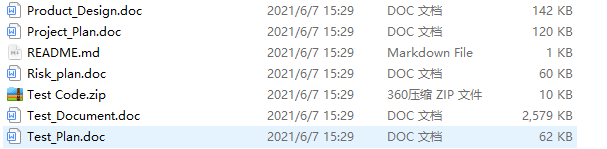 Product_Design.doc 2021/6/7 15:29 DOC 文档 142 KB
Project_Plan.doc 2021/6/7 15:29 DOC 文档 120 KB
README.md 2021/6/7 15:29 Markdown File 1 KB
Risk_plan.doc 2021/6/7 15:29 DOC 文档 60 KB
Test Code.zip 2021/6/7 15:29 360压缩 ZIP 文件 10 KB
Test_Document.doc 2021/6/7 15:29 DOC 文档 2,579 KB
Test_Plan.doc 2021/6/7 15:29 DOC 文档 62 KB